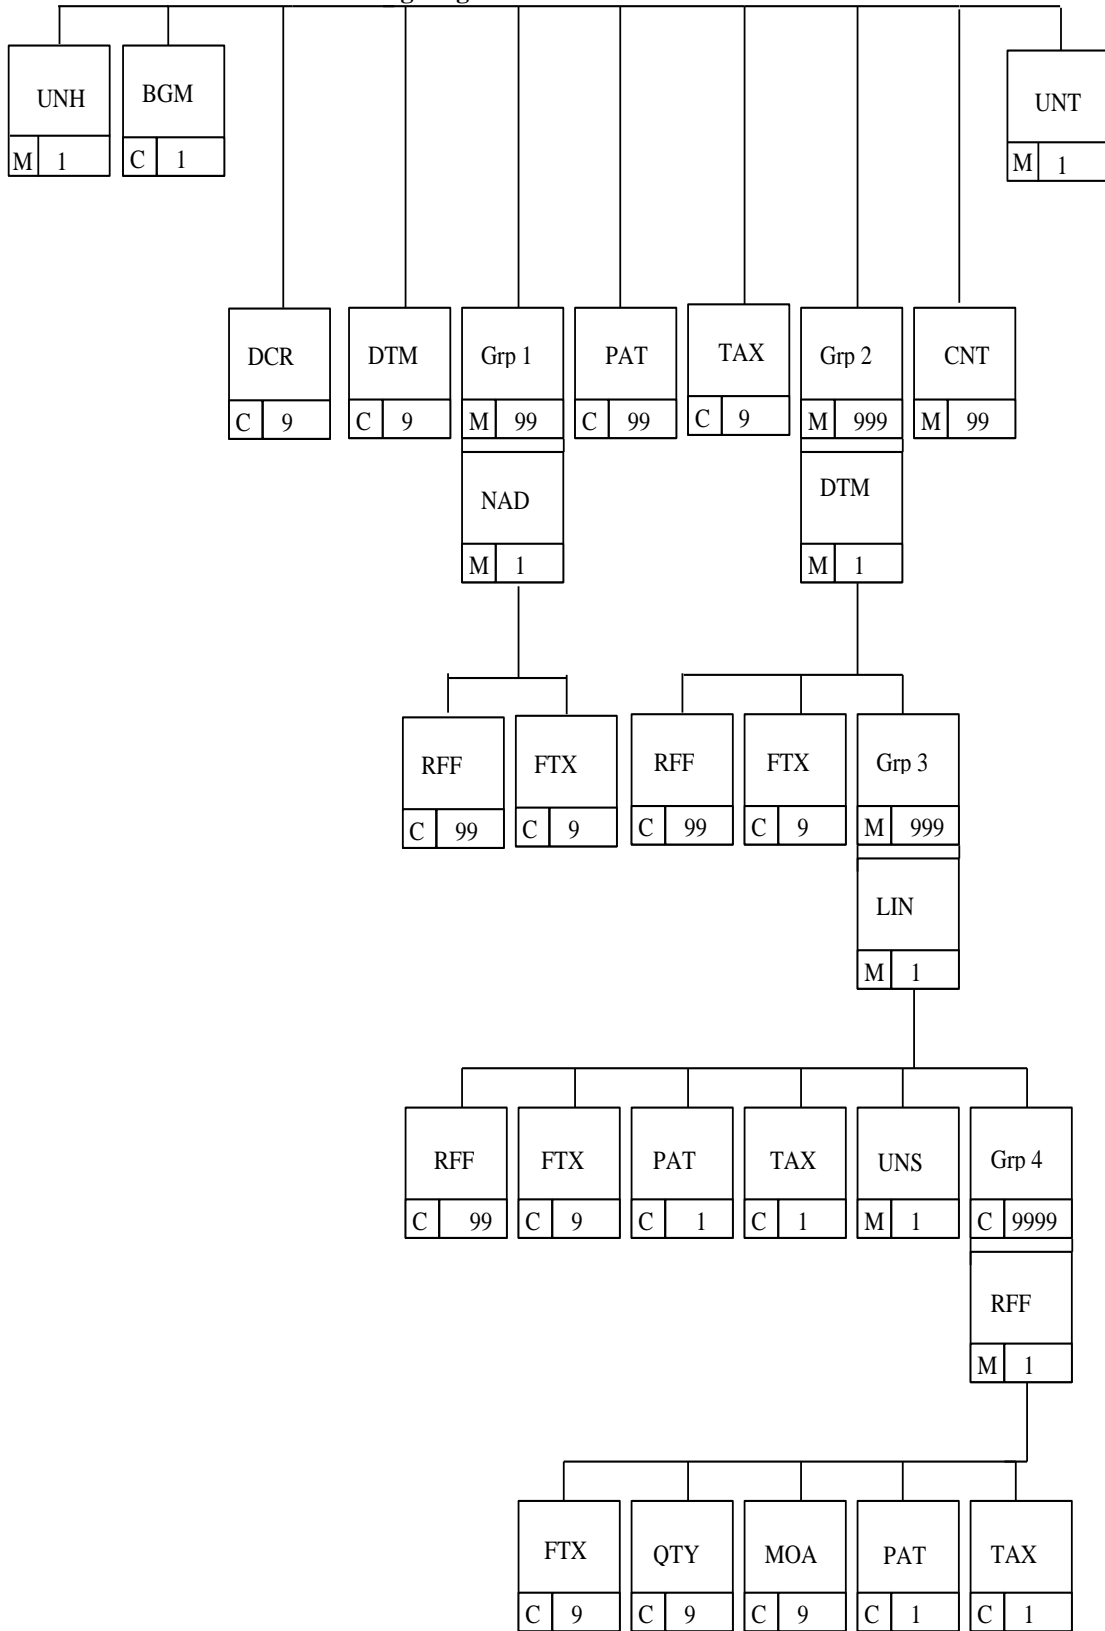 UNH BGM UNT
M 1 C 1 M 1
DCR DTM Grp 1 PAT TAX Grp 2 CNT
C 9 C 9 M 99 C 99 C 9 M 999 M 99
NAD DTM
M 1 M 1
RFF FTX RFF FTX Grp 3
C 99 C 9 C 99 C 9 M 999
LIN
M 1
RFF FTX PAT TAX UNS Grp 4
C 99 C 9 C 1 C 1 M 1 C 9999
RFF
M 1
FTX QTY MOA PAT TAX
C 9 C 9 C 9 C 1 C 1